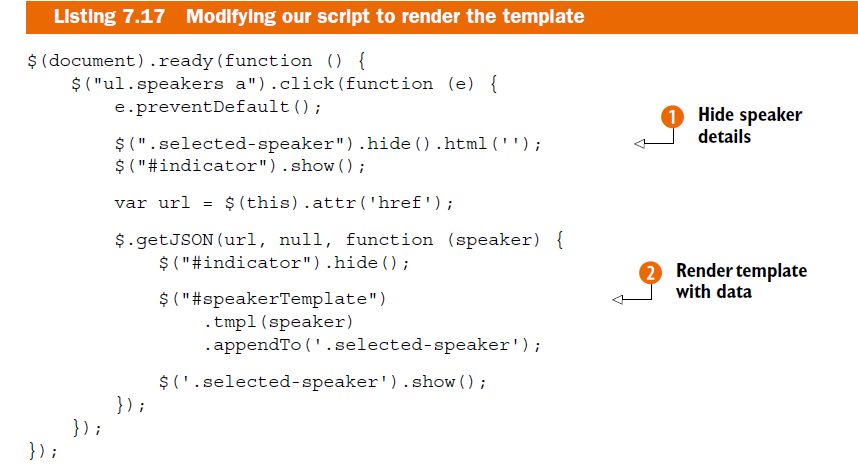 Listing 7.17 Modifying our script to render the template
$(document).ready(function () {
$("ul.speakers a").click(function (e) {
e.preventDefault();
$(".selected-speaker").hide().html('');
$("#indicator").show();
var url = $(this).attr('href');
$.getJSON(url, null, function (speaker) {
$("#indicator").hide();
$("#speakerTemplate")
.tmpl(speaker)
.appendTo('.selected-speaker');
$('.selected-speaker').show();
});
});
});
1 Hide speaker
details
2 Render template
with data